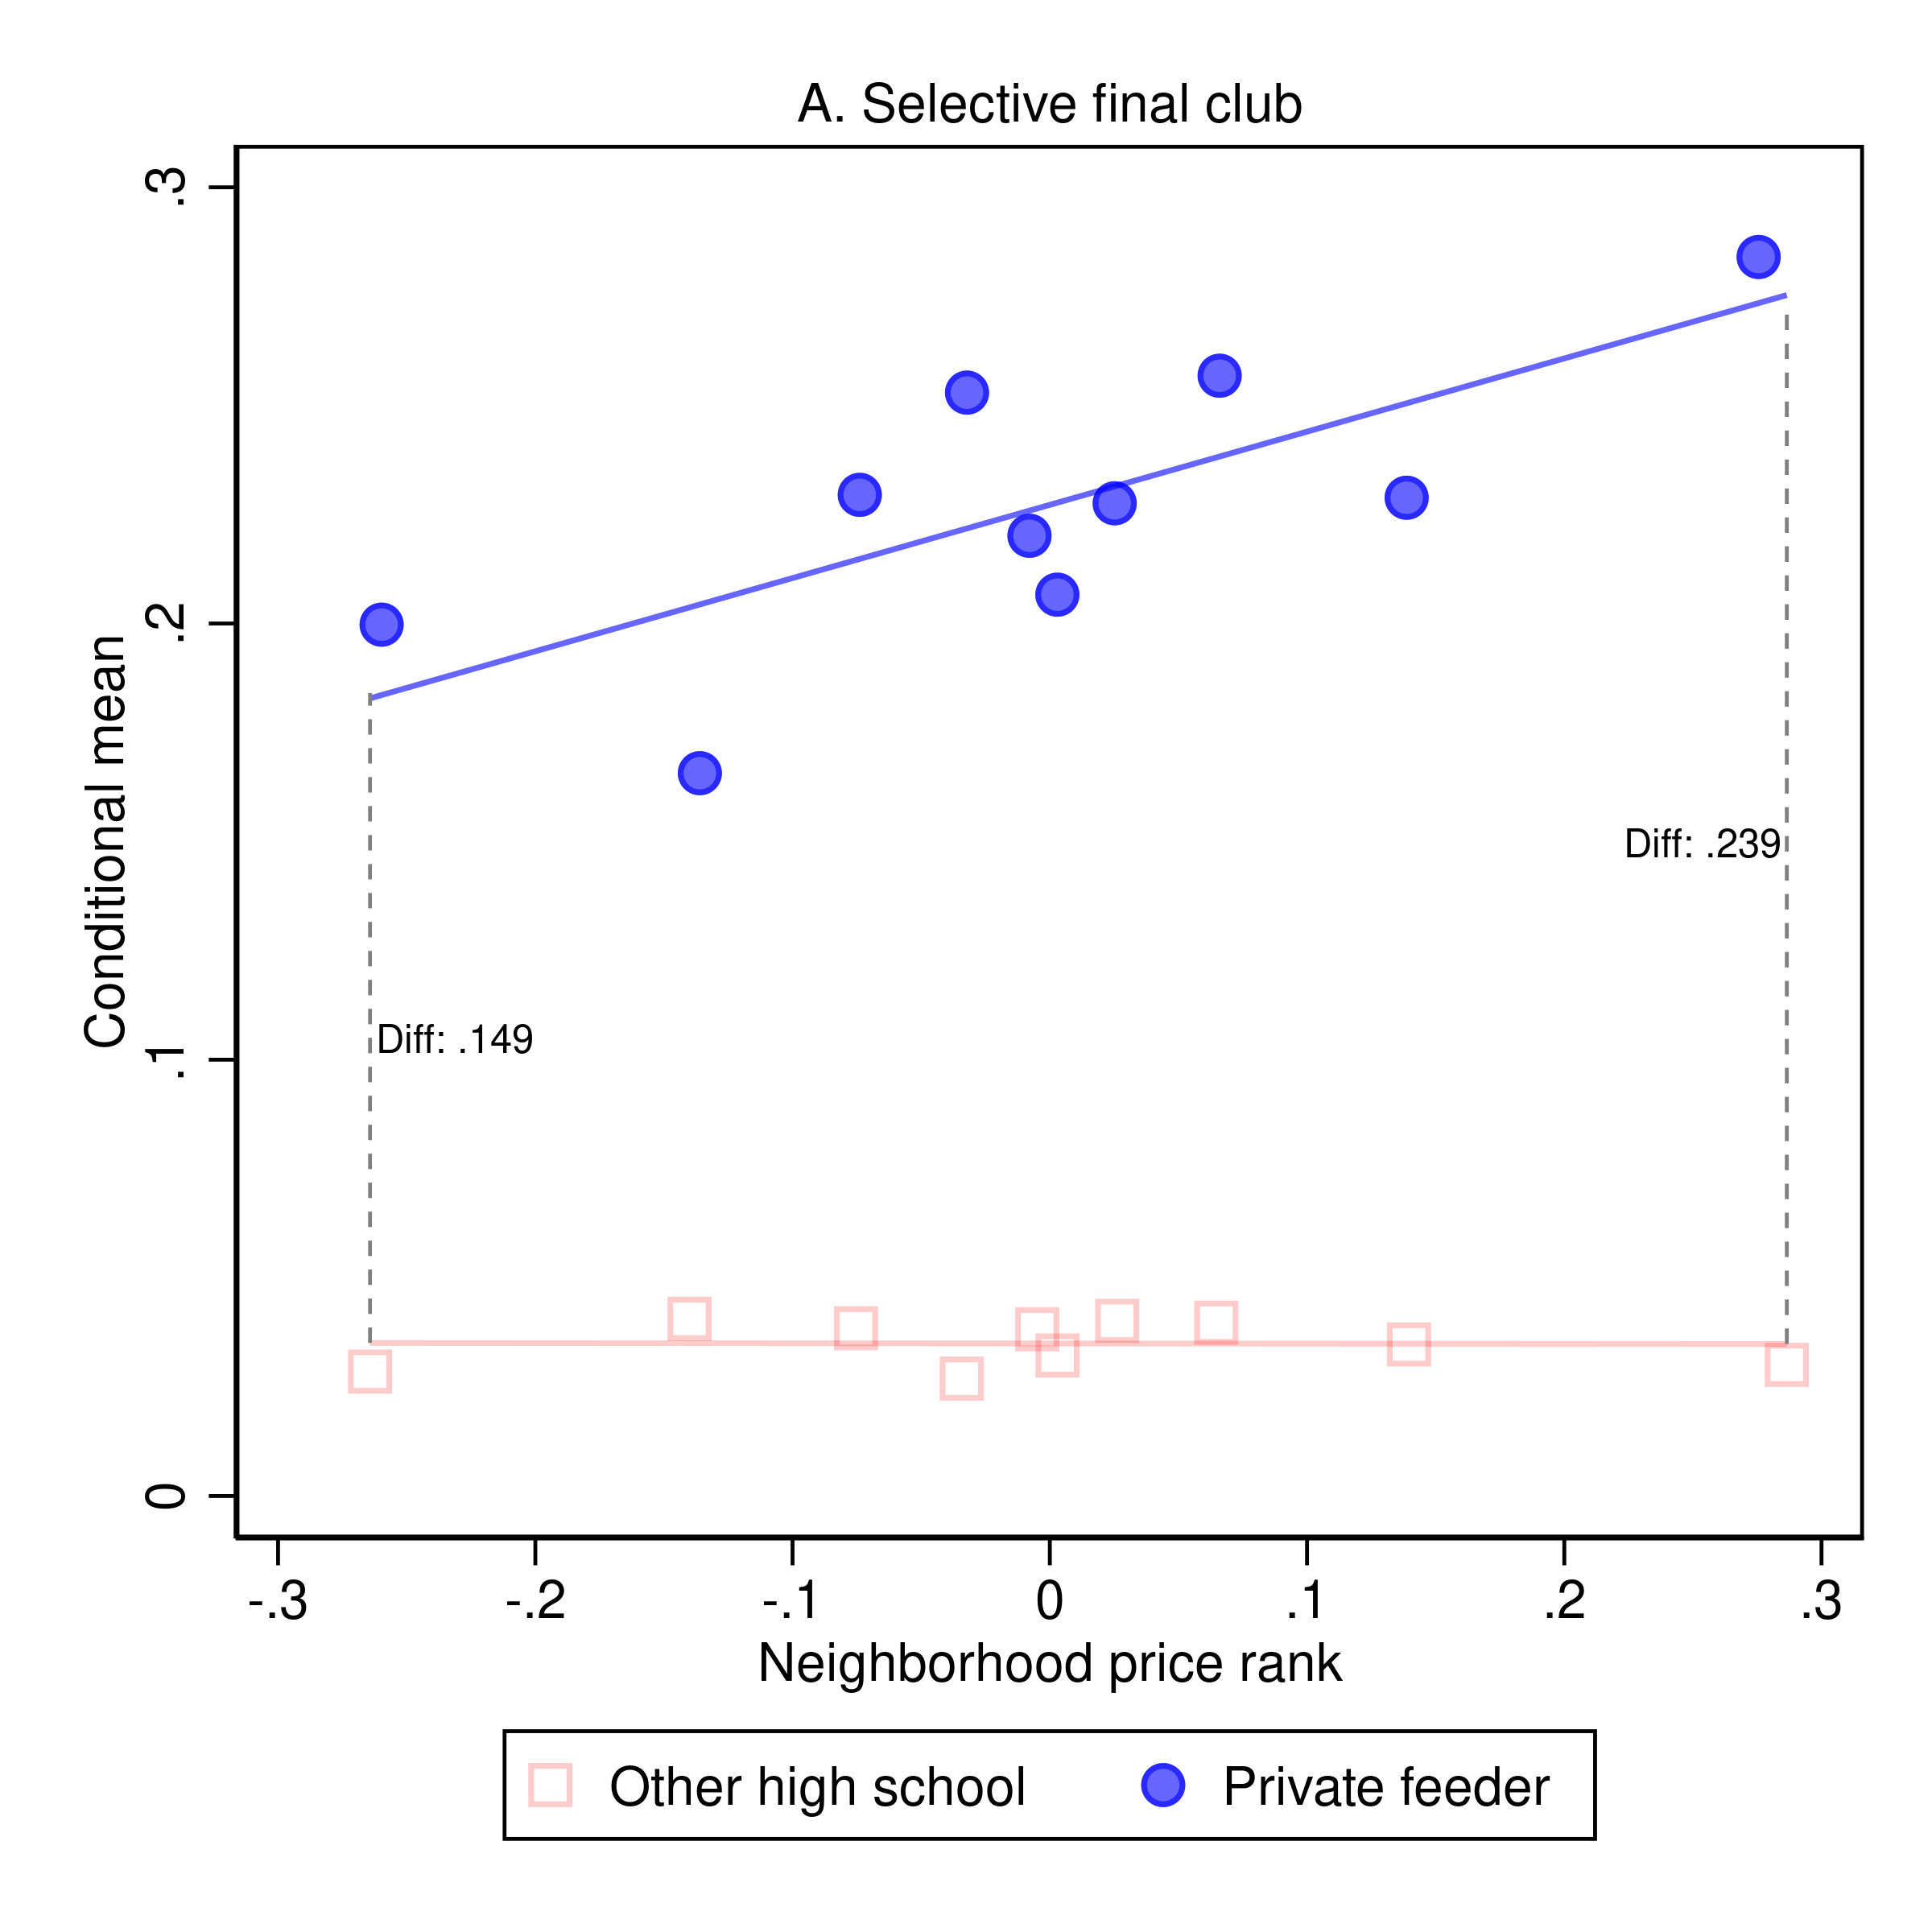 A. Selective final club
.3
.2
.1
0
Conditional mean
Diff: .239
Diff: .149
-.3 -.2 -.1 0 .1 .2 .3
Neighborhood price rank
Other high school Private feeder